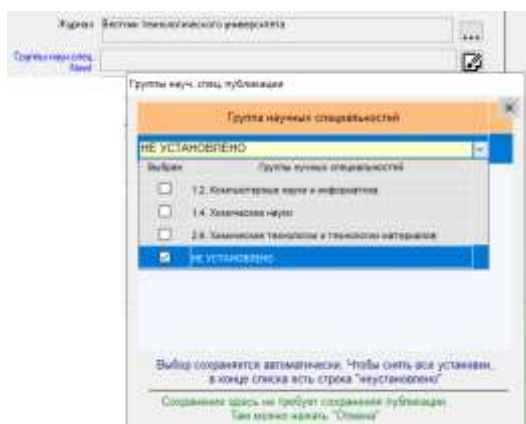 Журнал Вестник технологического университета
...
Группы науч.спец.
New!
Группы науч. спец. публикации
Группа научных специальностей
НЕ УСТАНОВЛЕНО
Выбран Группы нучных специальностей
1.2. Компьютерные науки и информатика
1.4. Химические науки
2.6. Химические технологии и технологии материалов
НЕ УСТАНОВЛЕНО
Выбор сохраняется автоматически. Чтобы снять все установки,
в конце списка есть строка "неустановлено"
Сохранение здесь не требует сохранения публикации
Там можно нажать "Отмена"